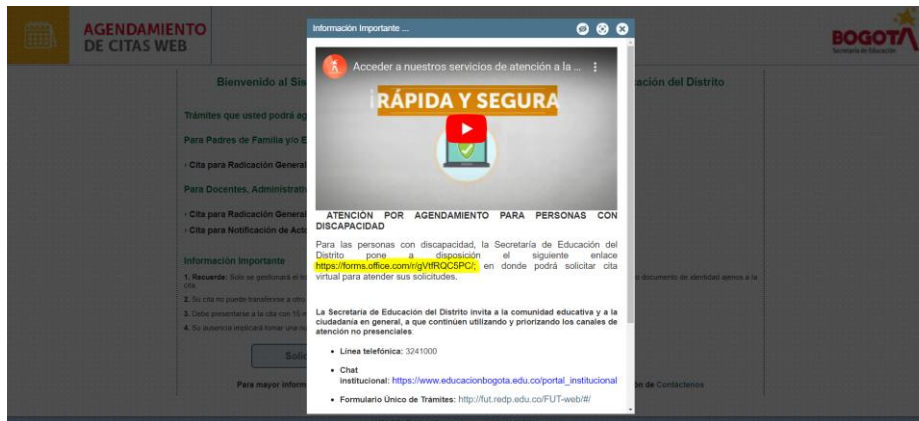 AGENDAMIENTO
DE CITAS WEB
BOGOTÁ
Secretaría de Educación
Información Importante ...
Bienvenido al Sis
cación del Distrito
Trámites que usted podrá ag
Para Padres de Familia y/o E
› Cita para Radicación General
Para Docentes, Administrati
› Cita para Radicación General
› Cita para Notificación de Act
Información Importante
1. Recuerde: Solo se gestionará el
o documento de identidad ajenos a la
cita
2. Su cita no puede transferirse a otro
3. Debe presentarse a la cita con 15 m
4. Su ausencia implicará tomar una nu
Solic
Para mayor inform
ón de Contáctenos
Acceder a nuestros servicios de atención a la ...
¡RÁPIDA Y SEGURA
ATENCIÓN POR AGENDAMIENTO PARA PERSONAS CON
DISCAPACIDAD
Para las personas con discapacidad, la Secretaría de Educación del
Distrito pone a disposición el siguiente enlace
https://forms.office.com/r/gVtfRQC5PC/; en donde podrá solicitar cita
virtual para atender sus solicitudes.
La Secretaría de Educación del Distrito invita a la comunidad educativa y a la
ciudadanía en general, a que continúen utilizando y priorizando los canales de
atención no presenciales.
• Línea telefónica: 3241000
• Chat
institucional: https://www.educacionbogota.edu.co/portal_institucional
• Formulario Único de Trámites: http://fut.redp.edu.co/FUT-web/#/